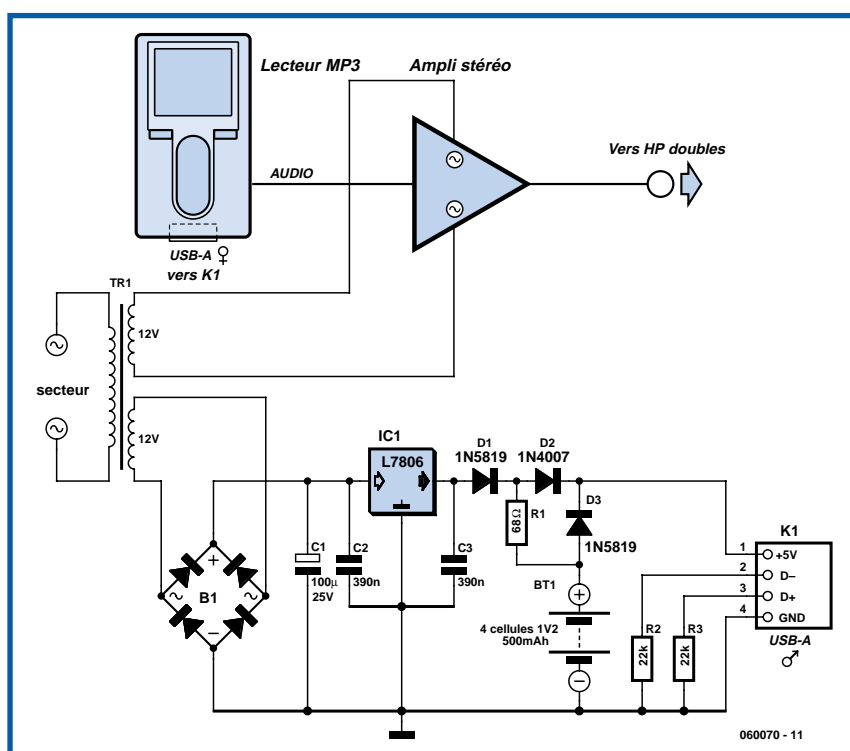 Lecteur MP3
Ampli stéréo
Vers HP doubles
AUDIO
USB-A ♀
vers K1
TR1
12V
secteur
12V
IC1
L7806
D1
1N5819
D2
1N4007
D3
1N5819
R1
68Ω
C1
100µ
25V
C2
390n
C3
390n
B1
+
–
BT1
+
4 cellules 1V2
500mAh
–
R2
22k
R3
22k
K1
1 +5V
2 D–
3 D+
4 GND
USB-A
♂
060070 - 11